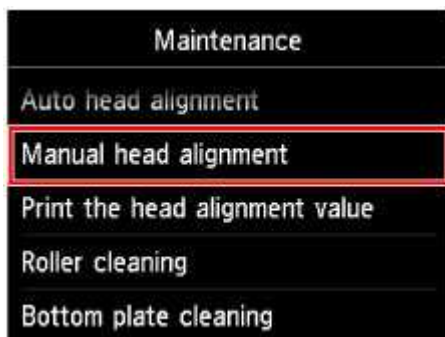 Maintenance
Auto head alignment
Manual head alignment
Print the head alignment value
Roller cleaning
Bottom plate cleaning